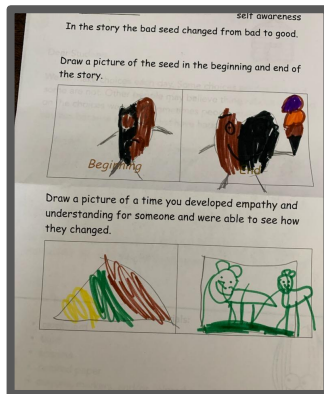 self awareness
In the story the bad seed changed from bad to good.
Draw a picture of the seed in the beginning and end of
the story.
Beginning
End
Draw a picture of a time you developed empathy and
understanding for someone and were able to see how
they changed.